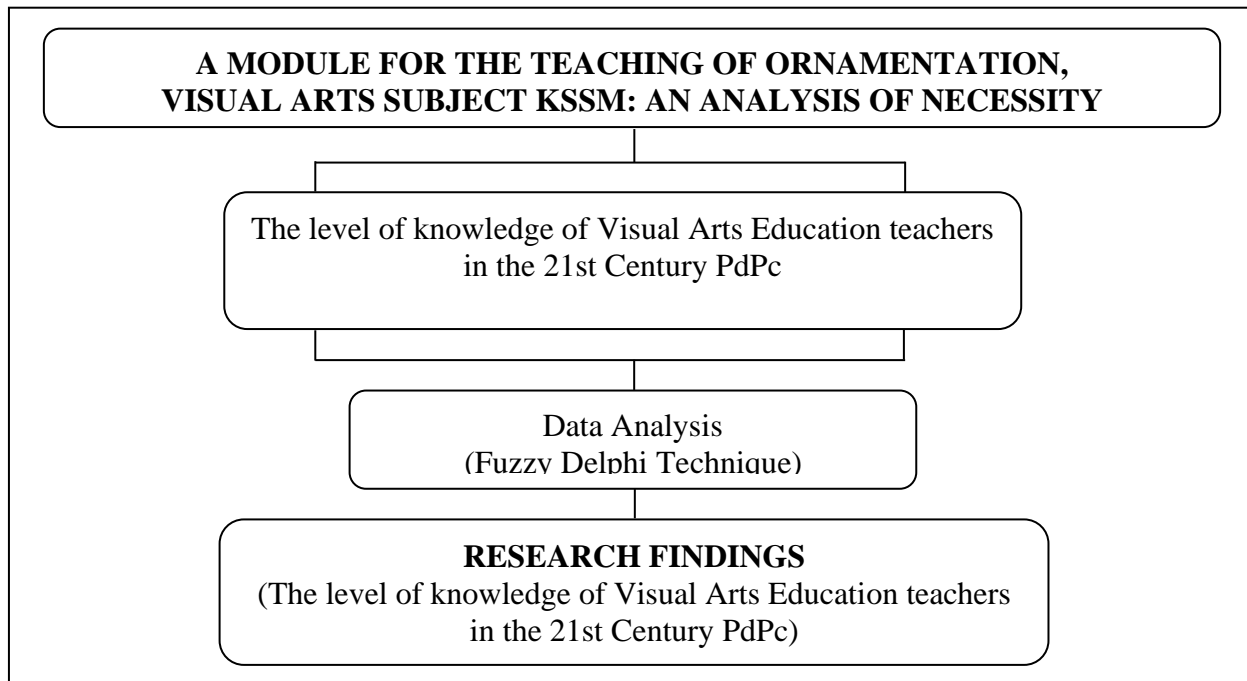 A MODULE FOR THE TEACHING OF ORNAMENTATION,
VISUAL ARTS SUBJECT KSSM: AN ANALYSIS OF NECESSITY
The level of knowledge of Visual Arts Education teachers
in the 21st Century PdPc
Data Analysis
(Fuzzy Delphi Technique)
RESEARCH FINDINGS
(The level of knowledge of Visual Arts Education teachers
in the 21st Century PdPc)